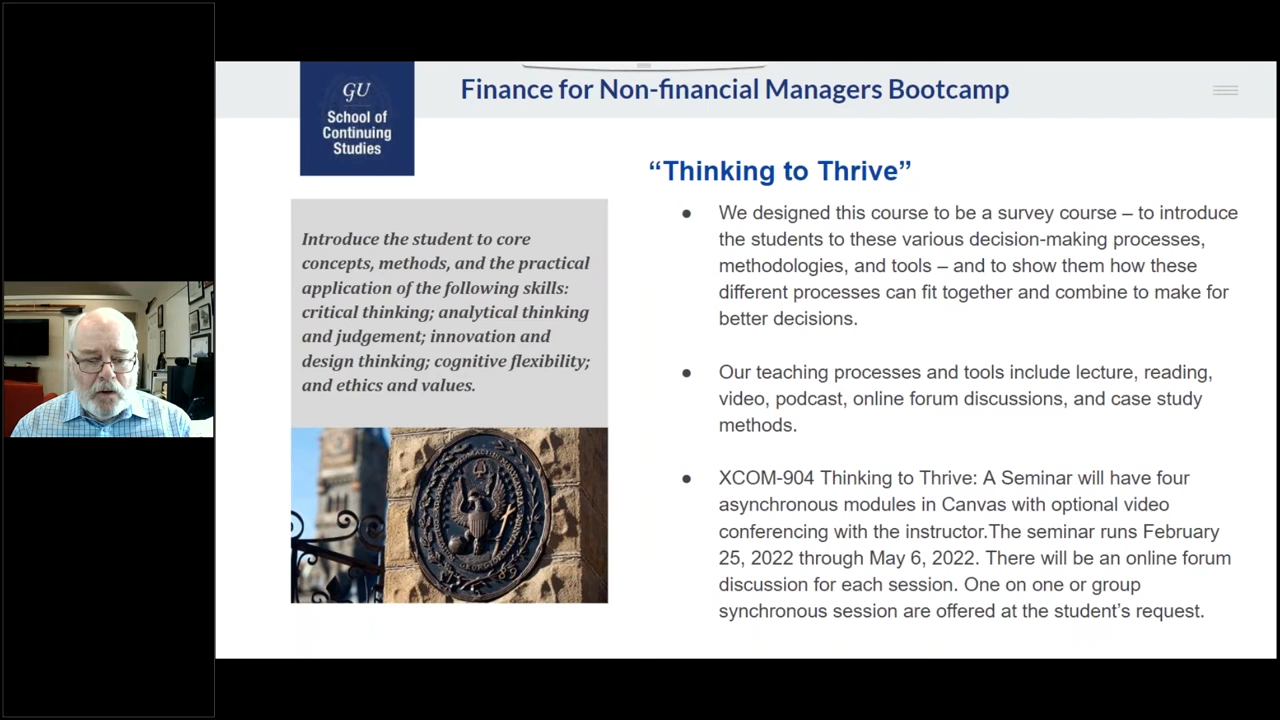 Finance for Non-financial Managers Bootcamp
GU
School of
Continuing
Studies
“Thinking to Thrive”
Introduce the student to core
concepts, methods, and the practical
application of the following skills:
critical thinking; analytical thinking
and judgement; innovation and
design thinking; cognitive flexibility;
and ethics and values.
● We designed this course to be a survey course – to introduce
the students to these various decision-making processes,
methodologies, and tools – and to show them how these
different processes can fit together and combine to make for
better decisions.
● Our teaching processes and tools include lecture, reading,
video, podcast, online forum discussions, and case study
methods.
● XCOM-904 Thinking to Thrive: A Seminar will have four
asynchronous modules in Canvas with optional video
conferencing with the instructor.The seminar runs February
25, 2022 through May 6, 2022. There will be an online forum
discussion for each session. One on one or group
synchronous session are offered at the student’s request.